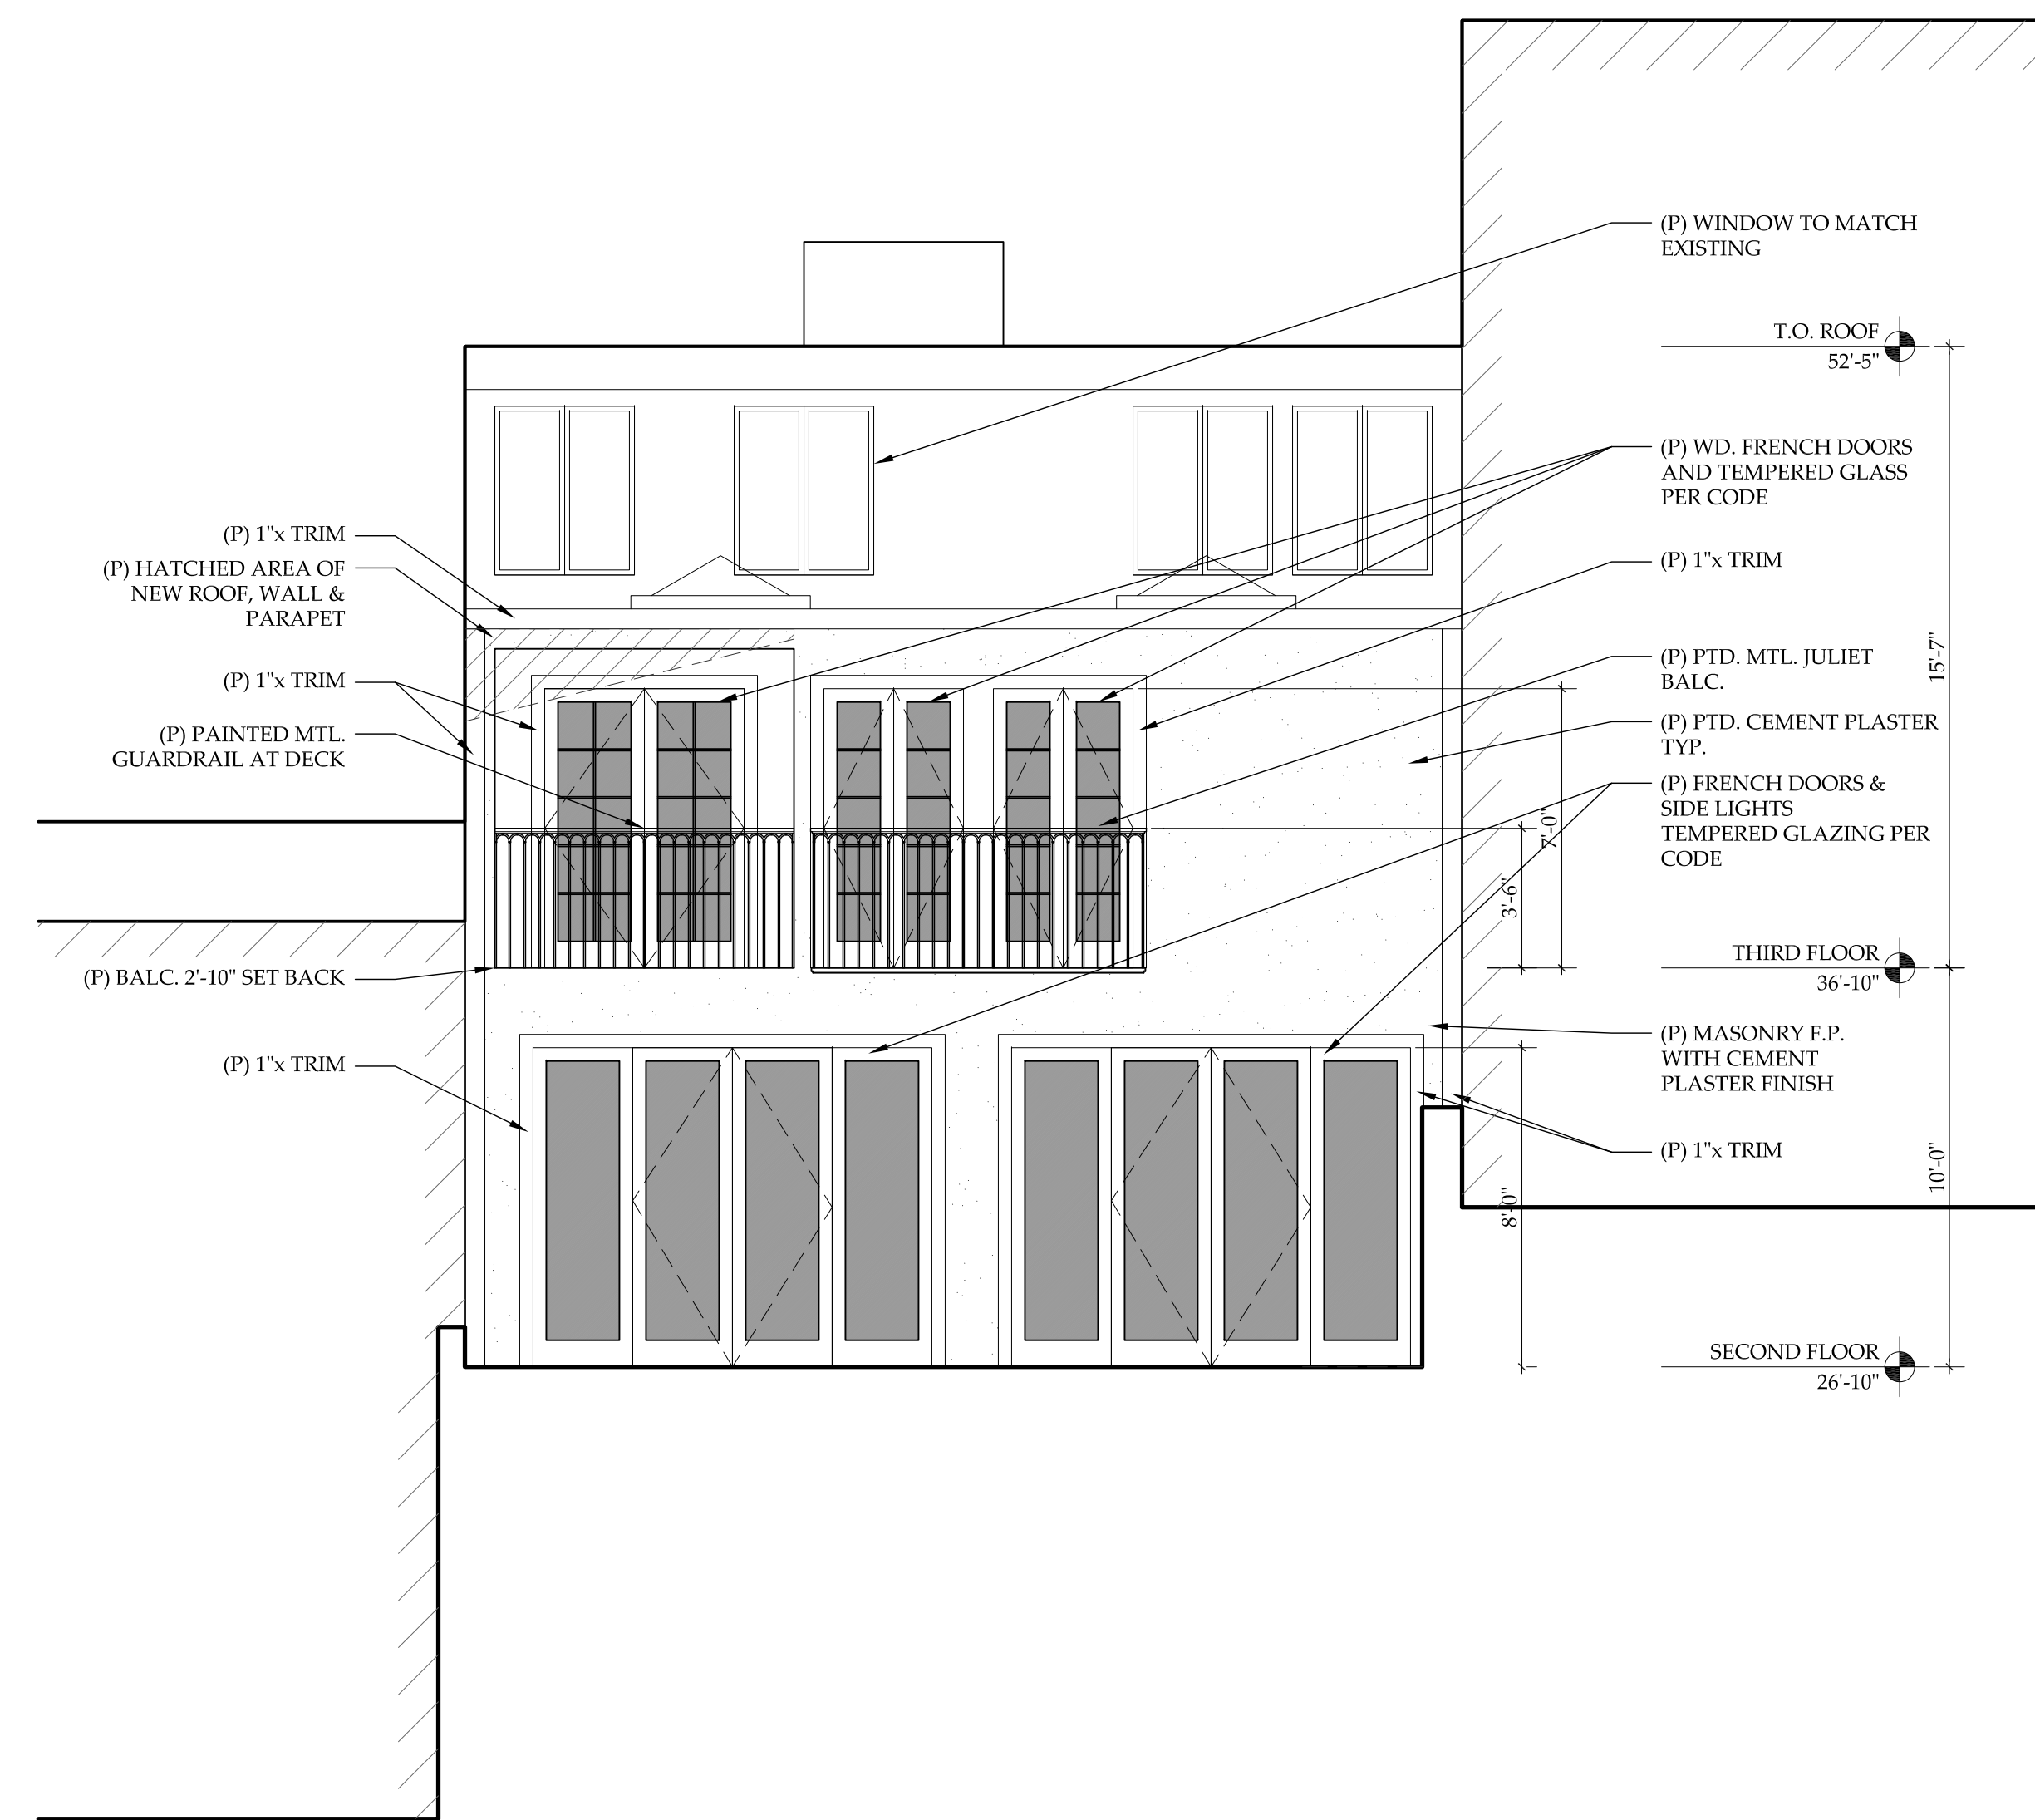 (P) WINDOW TO MATCH
EXISTING
T.O. ROOF
52'-5"
(P) WD. FRENCH DOORS
AND TEMPERED GLASS
PER CODE
(P) 1"x TRIM
(P) HATCHED AREA OF
NEW ROOF, WALL &
PARAPET
(P) 1"x TRIM
(P) 1"x TRIM
(P) PAINTED MTL.
GUARDRAIL AT DECK
(P) PTD. MTL. JULIET
BALC.
15'-7"
(P) PTD. CEMENT PLASTER
TYP.
(P) FRENCH DOORS &
SIDE LIGHTS
TEMPERED GLAZING PER
CODE
7'-0"
3'-6"
(P) BALC. 2'-10" SET BACK
THIRD FLOOR
36'-10"
(P) MASONRY F.P.
WITH CEMENT
PLASTER FINISH
(P) 1"x TRIM
(P) 1"x TRIM
10'-0"
8'-0"
SECOND FLOOR
26'-10"